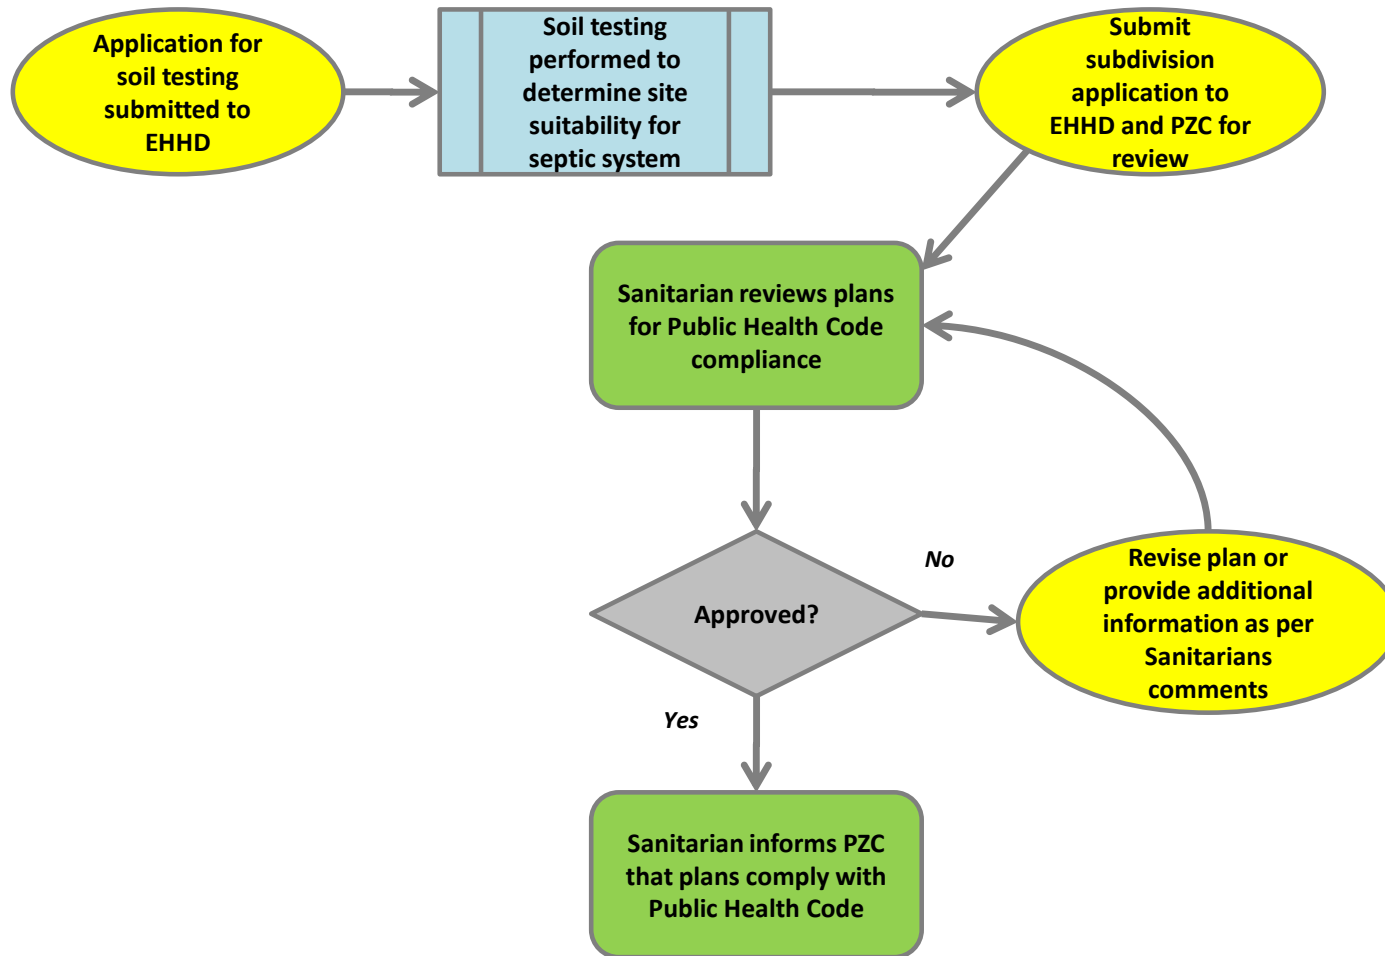 Application for
soil testing
submitted to
EHHD
Soil testing
performed to
determine site
suitability for
septic system
Submit
subdivision
application to
EHHD and PZC for
review
Sanitarian reviews plans
for Public Health Code
compliance
Approved?
No
Revise plan or
provide additional
information as per
Sanitarians
comments
Yes
Sanitarian informs PZC
that plans comply with
Public Health Code